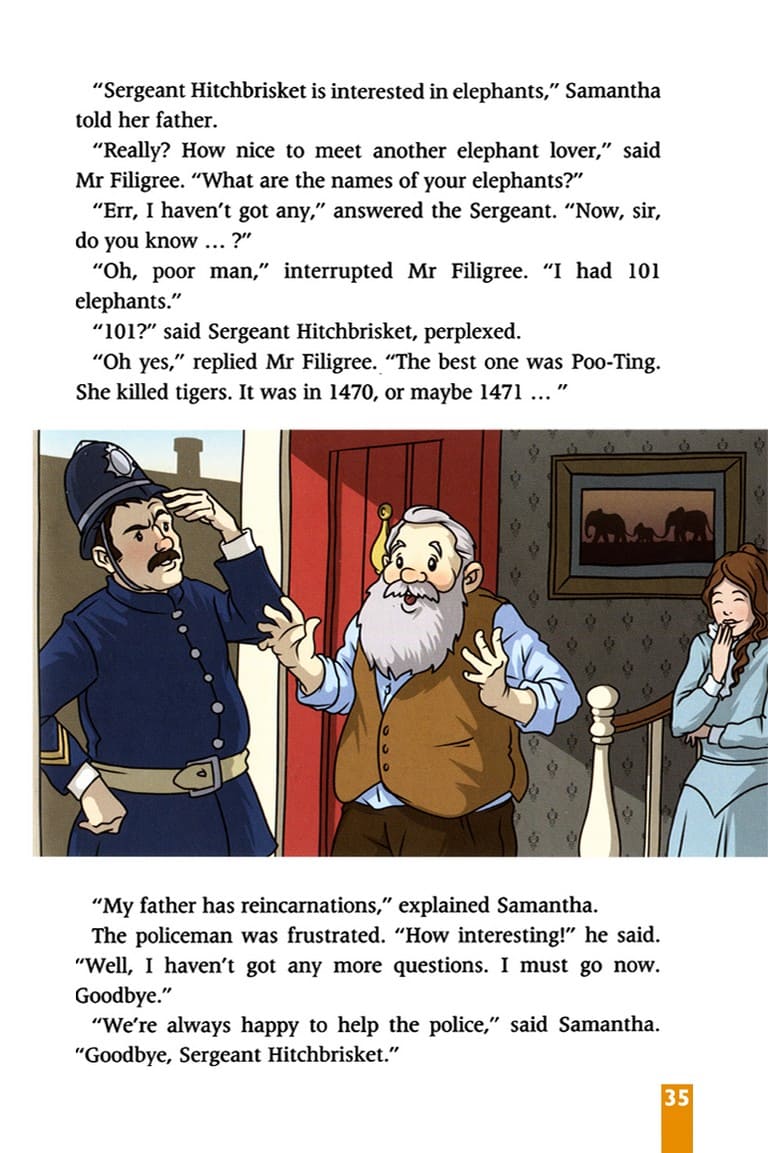 “Sergeant Hitchbrisket is interested in elephants,” Samantha
told her father.
“Really? How nice to meet another elephant lover,” said
Mr Filigree. “What are the names of your elephants?”
“Err, I haven’t got any,” answered the Sergeant. “Now, sir,
do you know ... ?”
“Oh, poor man,” interrupted Mr Filigree. “I had 101
elephants.”
“101?” said Sergeant Hitchbrisket, perplexed.
“Oh yes,” replied Mr Filigree. “The best one was Poo-Ting.
She killed tigers. It was in 1470, or maybe 1471 ... ”
“My father has reincarnations,” explained Samantha.
The policeman was frustrated. “How interesting!” he said.
“Well, I haven’t got any more questions. I must go now.
Goodbye.”
“We’re always happy to help the police,” said Samantha.
“Goodbye, Sergeant Hitchbrisket.”
35